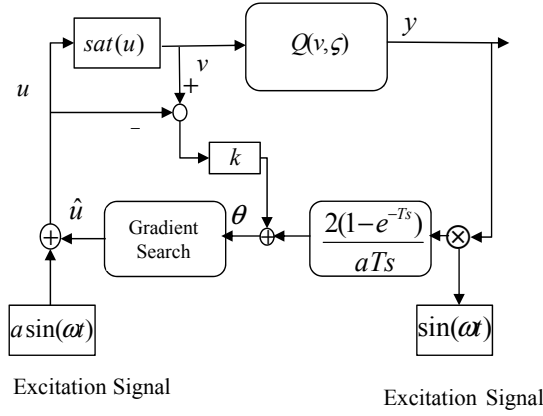 sat(u)
Q(v,ς)
y
u
v
+
−
k
û
θ
Gradient
Search
2(1−e^{−Ts})
aTs
+
+
×
a sin(ωt)
sin(ωt)
Excitation Signal
Excitation Signal